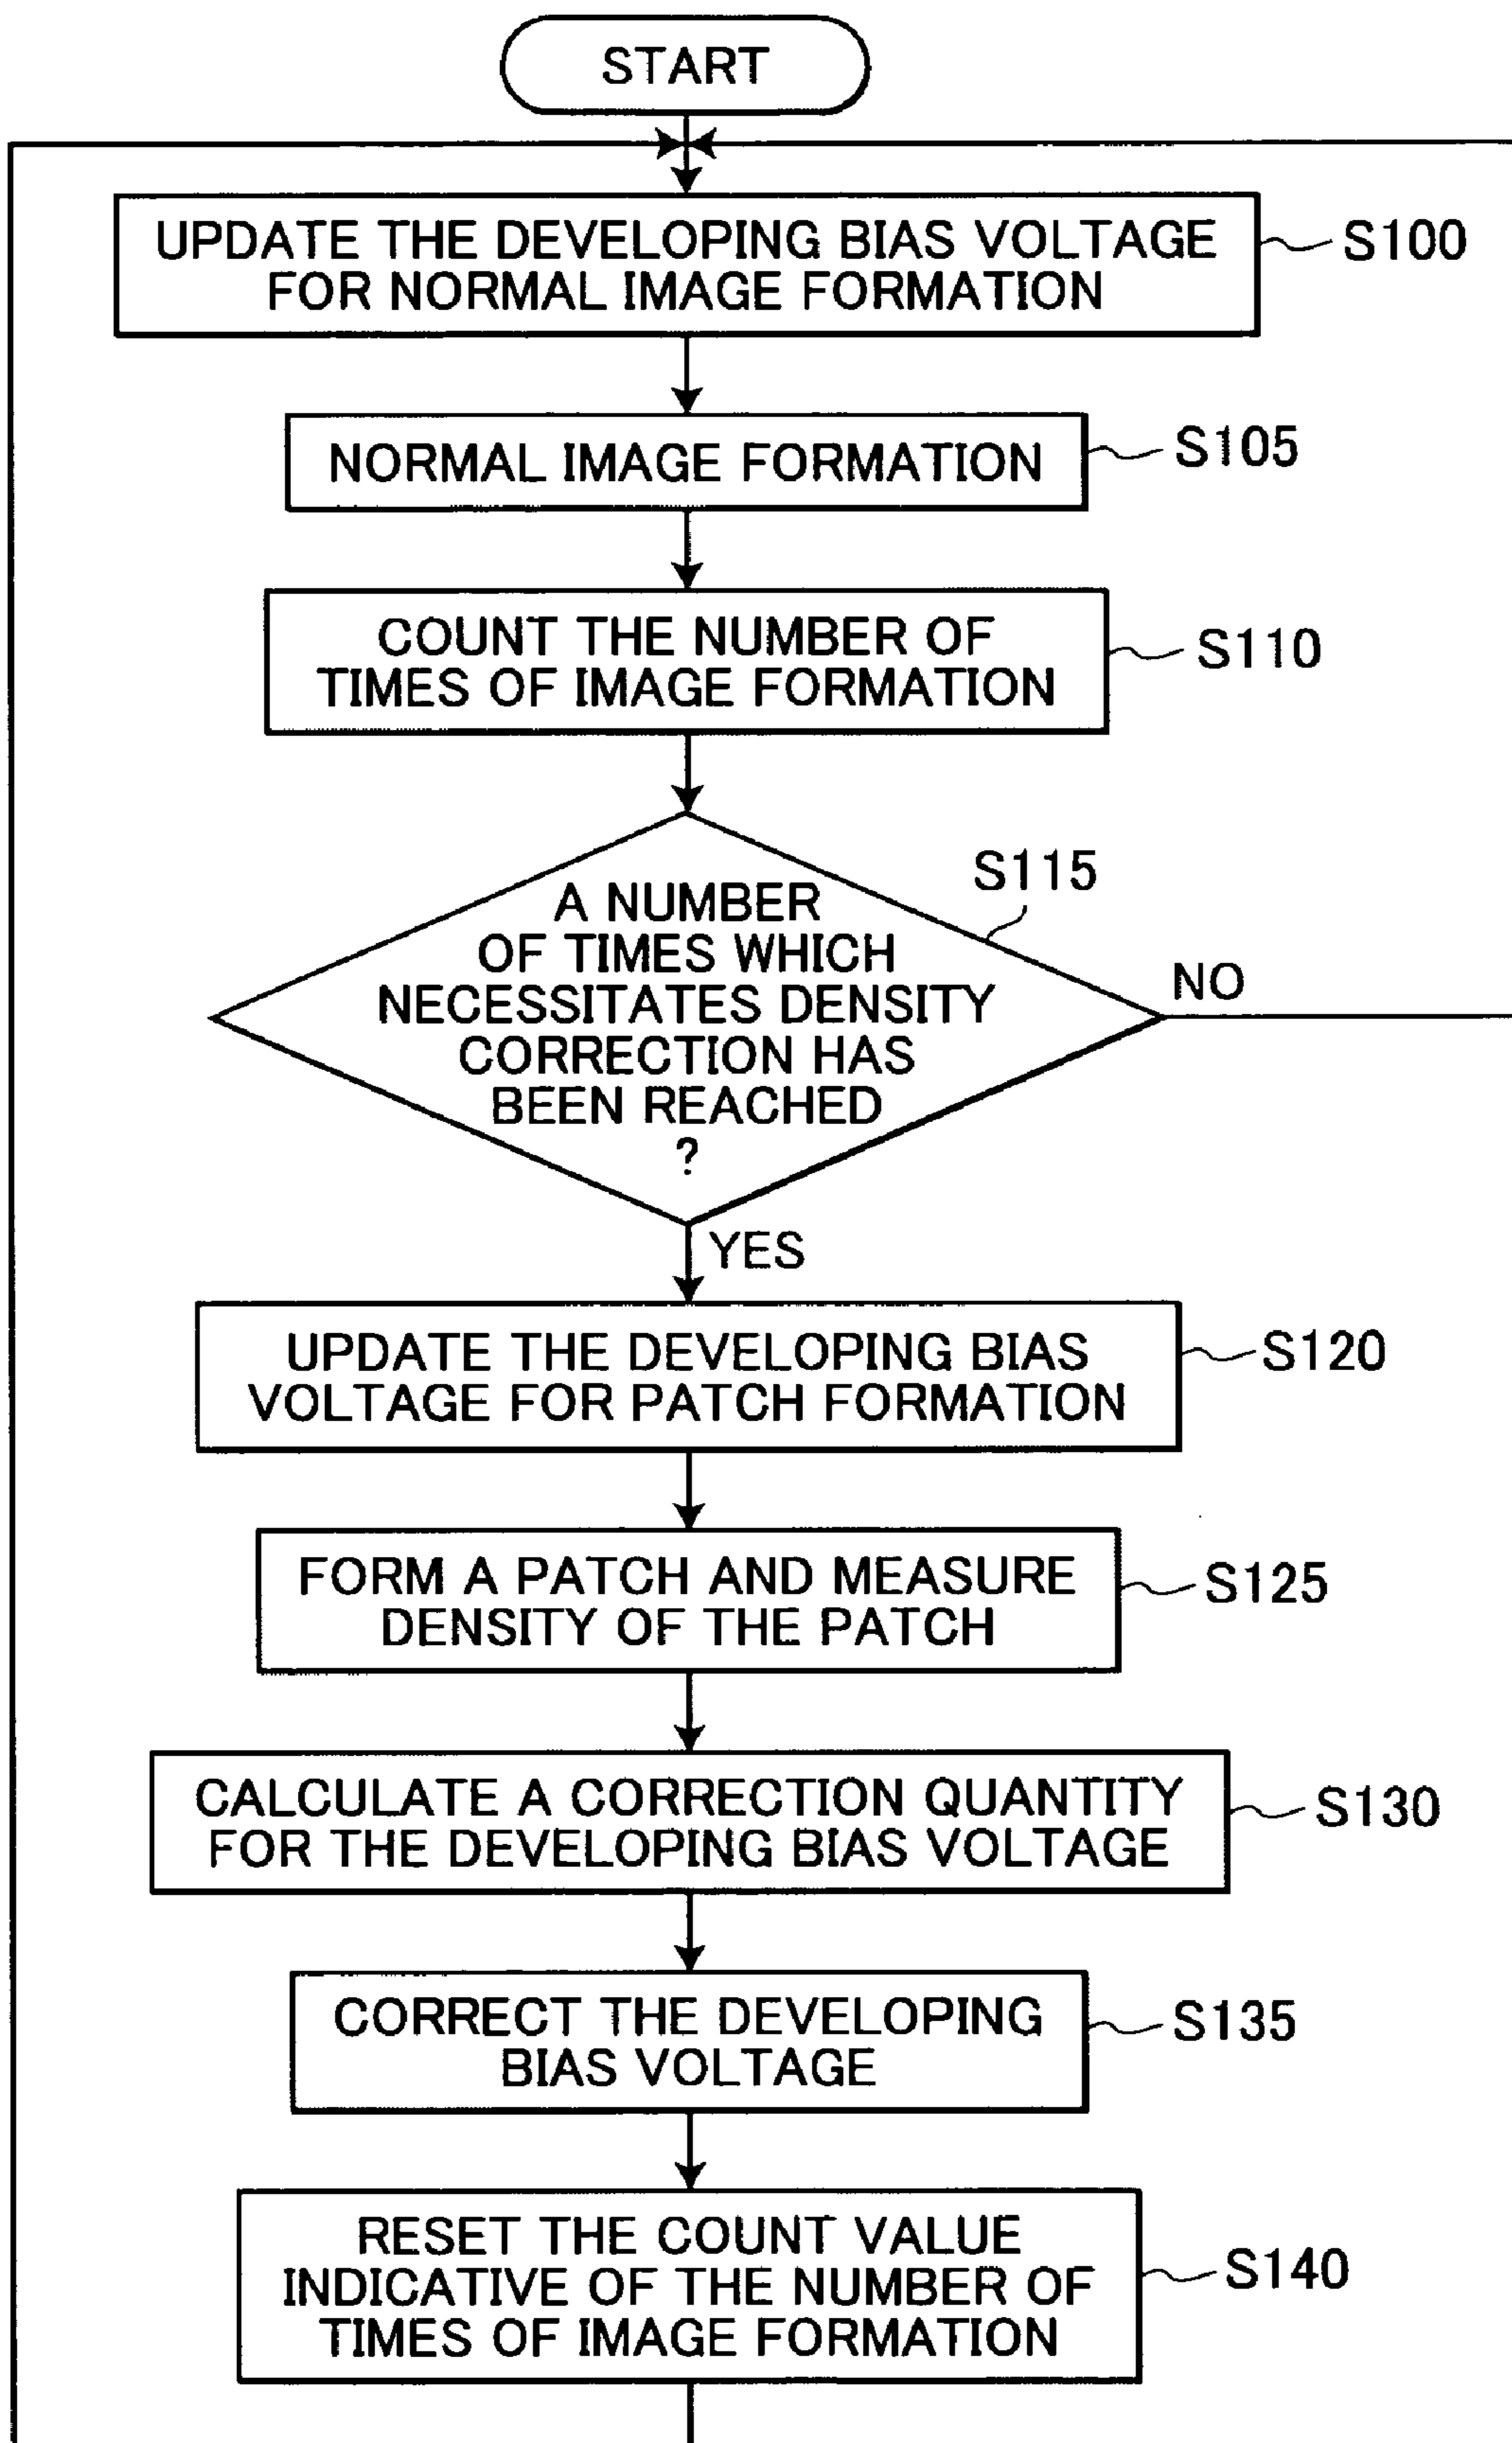 START
UPDATE THE DEVELOPING BIAS VOLTAGE
FOR NORMAL IMAGE FORMATION
S100
NORMAL IMAGE FORMATION
S105
COUNT THE NUMBER OF
TIMES OF IMAGE FORMATION
S110
S115
A NUMBER
OF TIMES WHICH
NECESSITATES DENSITY
CORRECTION HAS
BEEN REACHED
?
NO
YES
UPDATE THE DEVELOPING BIAS
VOLTAGE FOR PATCH FORMATION
S120
FORM A PATCH AND MEASURE
DENSITY OF THE PATCH
S125
CALCULATE A CORRECTION QUANTITY
FOR THE DEVELOPING BIAS VOLTAGE
S130
CORRECT THE DEVELOPING
BIAS VOLTAGE
S135
RESET THE COUNT VALUE
INDICATIVE OF THE NUMBER OF
TIMES OF IMAGE FORMATION
S140